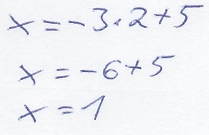 x = -3·2+5
x = -6+5
x = 1